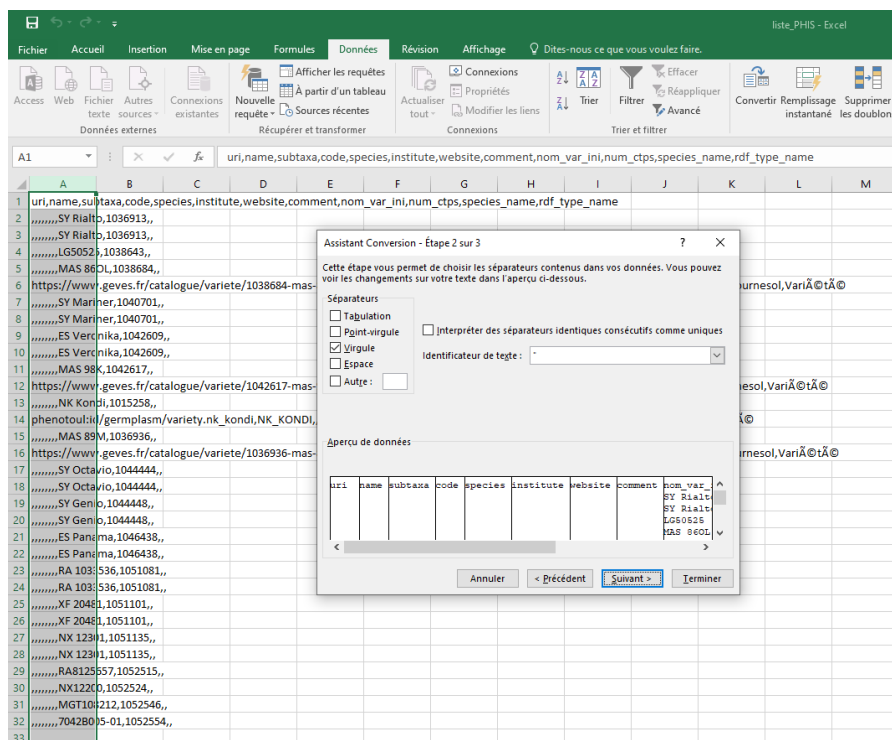 liste_PHIS - Excel
Fichier Accueil Insertion Mise en page Formules Données Révision Affichage Dites-nous ce que vous voulez faire.
Access Web Fichier texte Autres sources Connexions existantes
Données externes
Nouvelle requête
Afficher les requêtes
À partir d'un tableau
Sources récentes
Récupérer et transformer
Actualiser tout
Connexions
Propriétés
Modifier les liens
Connexions
Trier Filtrer
Effacer
Réappliquer
Avancé
Trier et filtrer
Convertir Remplissage instantané Supprimer les doublon
A1 fx uri,name,subtaxa,code,species,institute,website,comment,nom_var_ini,num_ctps,species_name,rdf_type_name
A B C D E F G H I J K L M
1 uri,name,subtaxa,code,species,institute,website,comment,nom_var_ini,num_ctps,species_name,rdf_type_name
2 ,,,,,,,,SY Rialto,1036913,,
3 ,,,,,,,,SY Rialto,1036913,,
4 ,,,,,,,,LG50525,1038643,,
5 ,,,,,,,,MAS 86OL,1038684,,
6 https://www.geves.fr/catalogue/variete/1038684-mas- urnesol,VariÃ©tÃ©
7 ,,,,,,,,SY Mariner,1040701,,
8 ,,,,,,,,SY Mariner,1040701,,
9 ,,,,,,,,ES Veronika,1042609,,
10 ,,,,,,,,ES Veronika,1042609,,
11 ,,,,,,,,MAS 98K,1042617,,
12 https://www.geves.fr/catalogue/variete/1042617-mas- nesol,VariÃ©tÃ©
13 ,,,,,,,,NK Kondi,1015258,,
14 phenotoul:id/germplasm/variety.nk_kondi,NK_KONDI, Ã©
15 ,,,,,,,,MAS 89M,1036936,,
16 https://www.geves.fr/catalogue/variete/1036936-mas- urnesol,VariÃ©tÃ©
17 ,,,,,,,,SY Octavio,1044444,,
18 ,,,,,,,,SY Octavio,1044444,,
19 ,,,,,,,,SY Genio,1044448,,
20 ,,,,,,,,SY Genio,1044448,,
21 ,,,,,,,,ES Panama,1046438,,
22 ,,,,,,,,ES Panama,1046438,,
23 ,,,,,,,,RA 1033536,1051081,,
24 ,,,,,,,,RA 1033536,1051081,,
25 ,,,,,,,,XF 20481,1051101,,
26 ,,,,,,,,XF 20481,1051101,,
27 ,,,,,,,,NX 12301,1051135,,
28 ,,,,,,,,NX 12301,1051135,,
29 ,,,,,,,,RA8125657,1052515,,
30 ,,,,,,,,NX12200,1052524,,
31 ,,,,,,,,MGT108212,1052546,,
32 ,,,,,,,,7042B005-01,1052554,,
33
Assistant Conversion - Étape 2 sur 3 ?
Cette étape vous permet de choisir les séparateurs contenus dans vos données. Vous pouvez
voir les changements sur votre texte dans l'aperçu ci-dessous.
Séparateurs
Tabulation
Point-virgule
Virgule
Espace
Autre :
Interpréter des séparateurs identiques consécutifs comme uniques
Identificateur de texte : "
Aperçu de données
uri name subtaxa code species institute website comment nom_var_
SY Rialt
SY Rialt
LG50525
MAS 86OL
Annuler < Précédent Suivant > Terminer